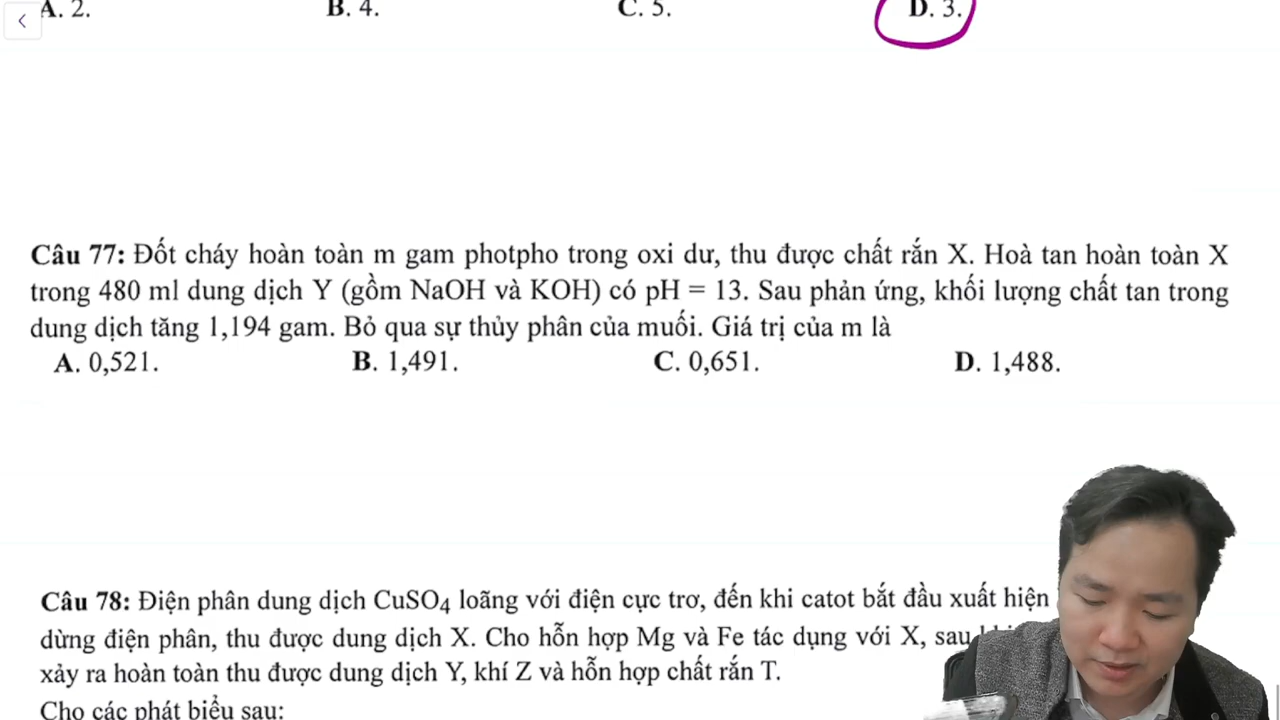 A. 2. B. 4. C. 5. D. 3.
Câu 77: Đốt cháy hoàn toàn m gam photpho trong oxi dư, thu được chất rắn X. Hoà tan hoàn toàn X
trong 480 ml dung dịch Y (gồm NaOH và KOH) có pH = 13. Sau phản ứng, khối lượng chất tan trong
dung dịch tăng 1,194 gam. Bỏ qua sự thủy phân của muối. Giá trị của m là
A. 0,521. B. 1,491. C. 0,651. D. 1,488.
Câu 78: Điện phân dung dịch CuSO4 loãng với điện cực trơ, đến khi catot bắt đầu xuất hiện
dừng điện phân, thu được dung dịch X. Cho hỗn hợp Mg và Fe tác dụng với X, sau
xảy ra hoàn toàn thu được dung dịch Y, khí Z và hỗn hợp chất rắn T.
Cho các phát biểu sau: